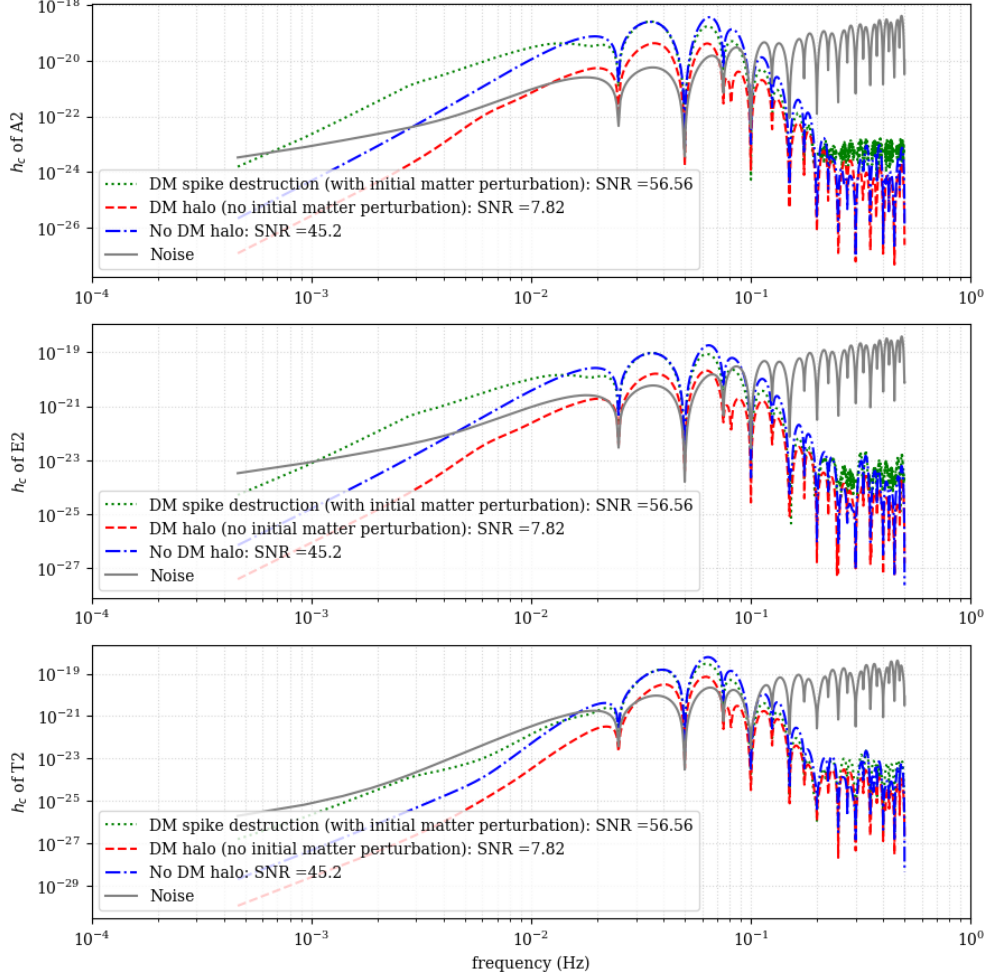 10⁻¹⁸
10⁻²⁰
10⁻²²
10⁻²⁴
10⁻²⁶
h_c of A2
DM spike destruction (with initial matter perturbation): SNR =56.56
DM halo (no initial matter perturbation): SNR =7.82
No DM halo: SNR =45.2
Noise
10⁻⁴ 10⁻³ 10⁻² 10⁻¹ 10⁰
10⁻¹⁹
10⁻²¹
10⁻²³
10⁻²⁵
10⁻²⁷
h_c of E2
DM spike destruction (with initial matter perturbation): SNR =56.56
DM halo (no initial matter perturbation): SNR =7.82
No DM halo: SNR =45.2
Noise
10⁻⁴ 10⁻³ 10⁻² 10⁻¹ 10⁰
10⁻¹⁹
10⁻²¹
10⁻²³
10⁻²⁵
10⁻²⁷
10⁻²⁹
h_c of T2
DM spike destruction (with initial matter perturbation): SNR =56.56
DM halo (no initial matter perturbation): SNR =7.82
No DM halo: SNR =45.2
Noise
10⁻⁴ 10⁻³ 10⁻² 10⁻¹ 10⁰
frequency (Hz)